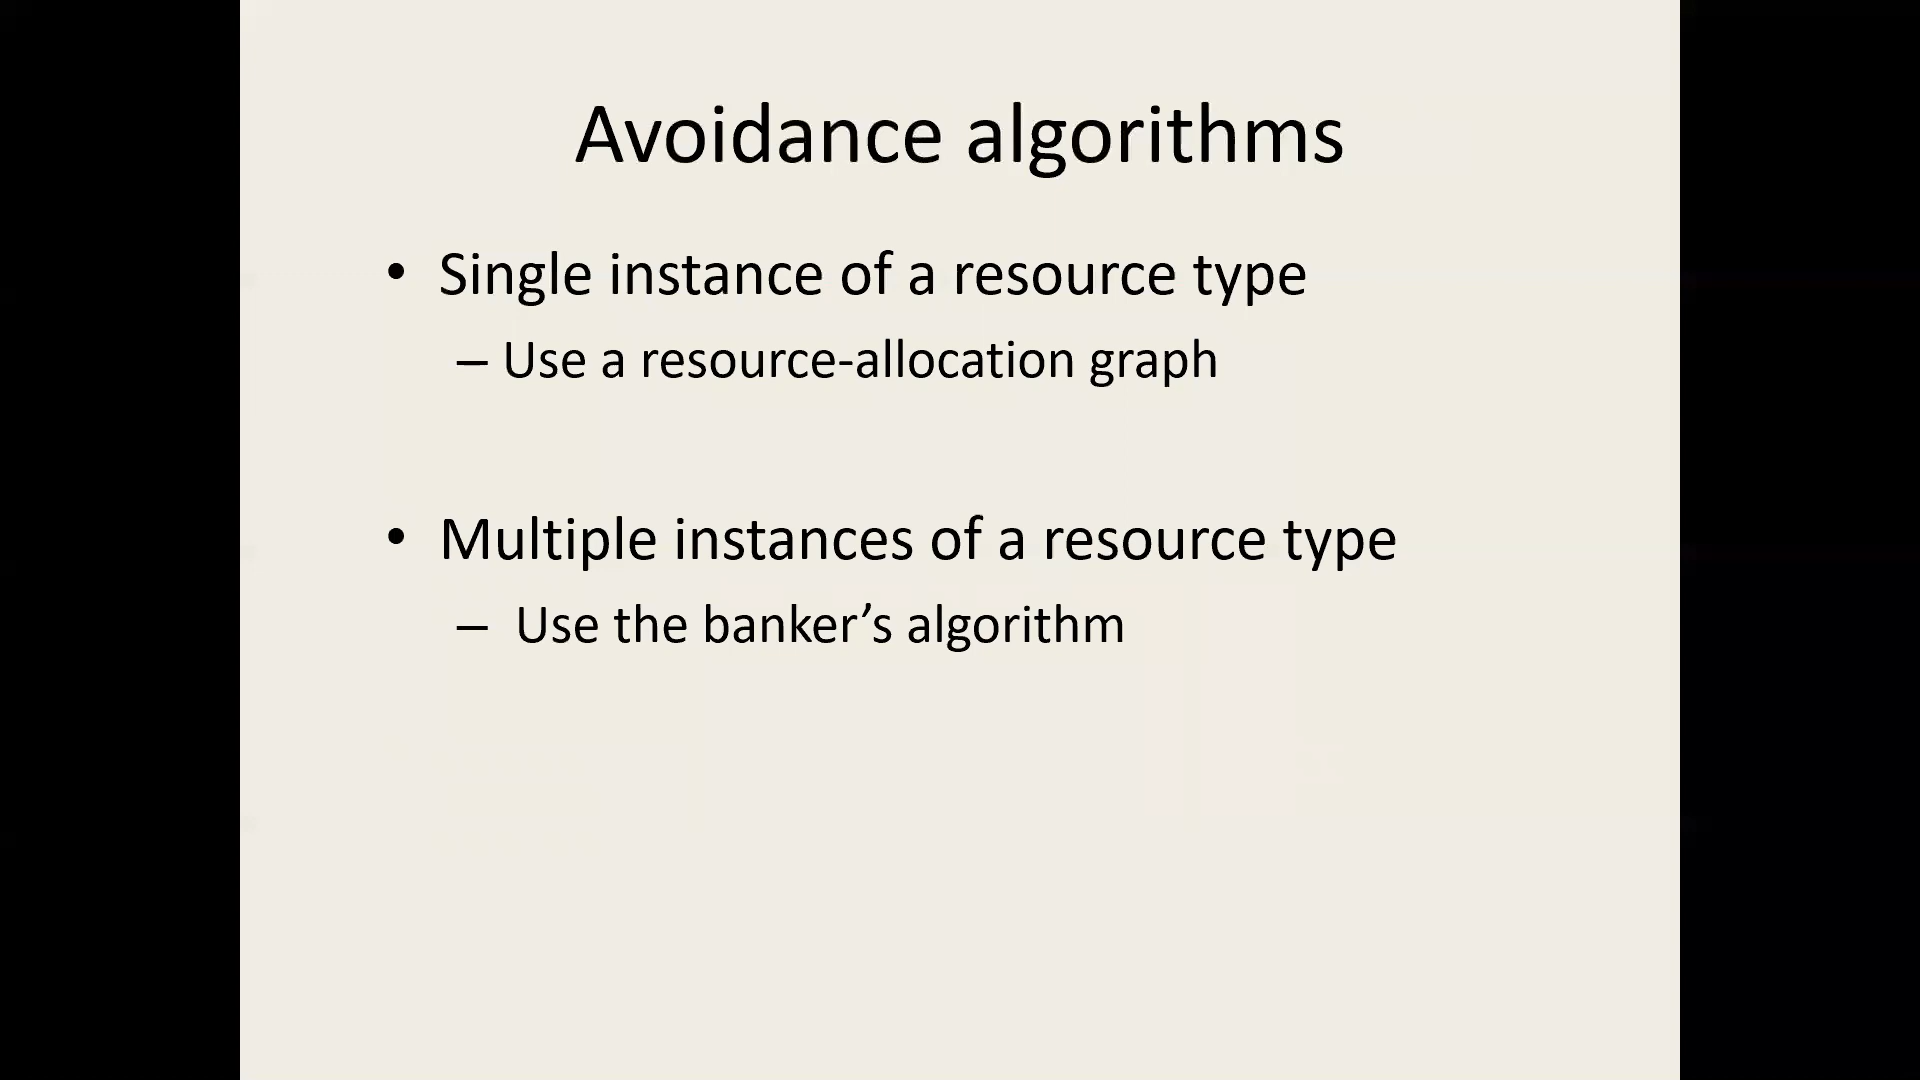 Avoidance algorithms
• Single instance of a resource type
– Use a resource-allocation graph
• Multiple instances of a resource type
– Use the banker’s algorithm